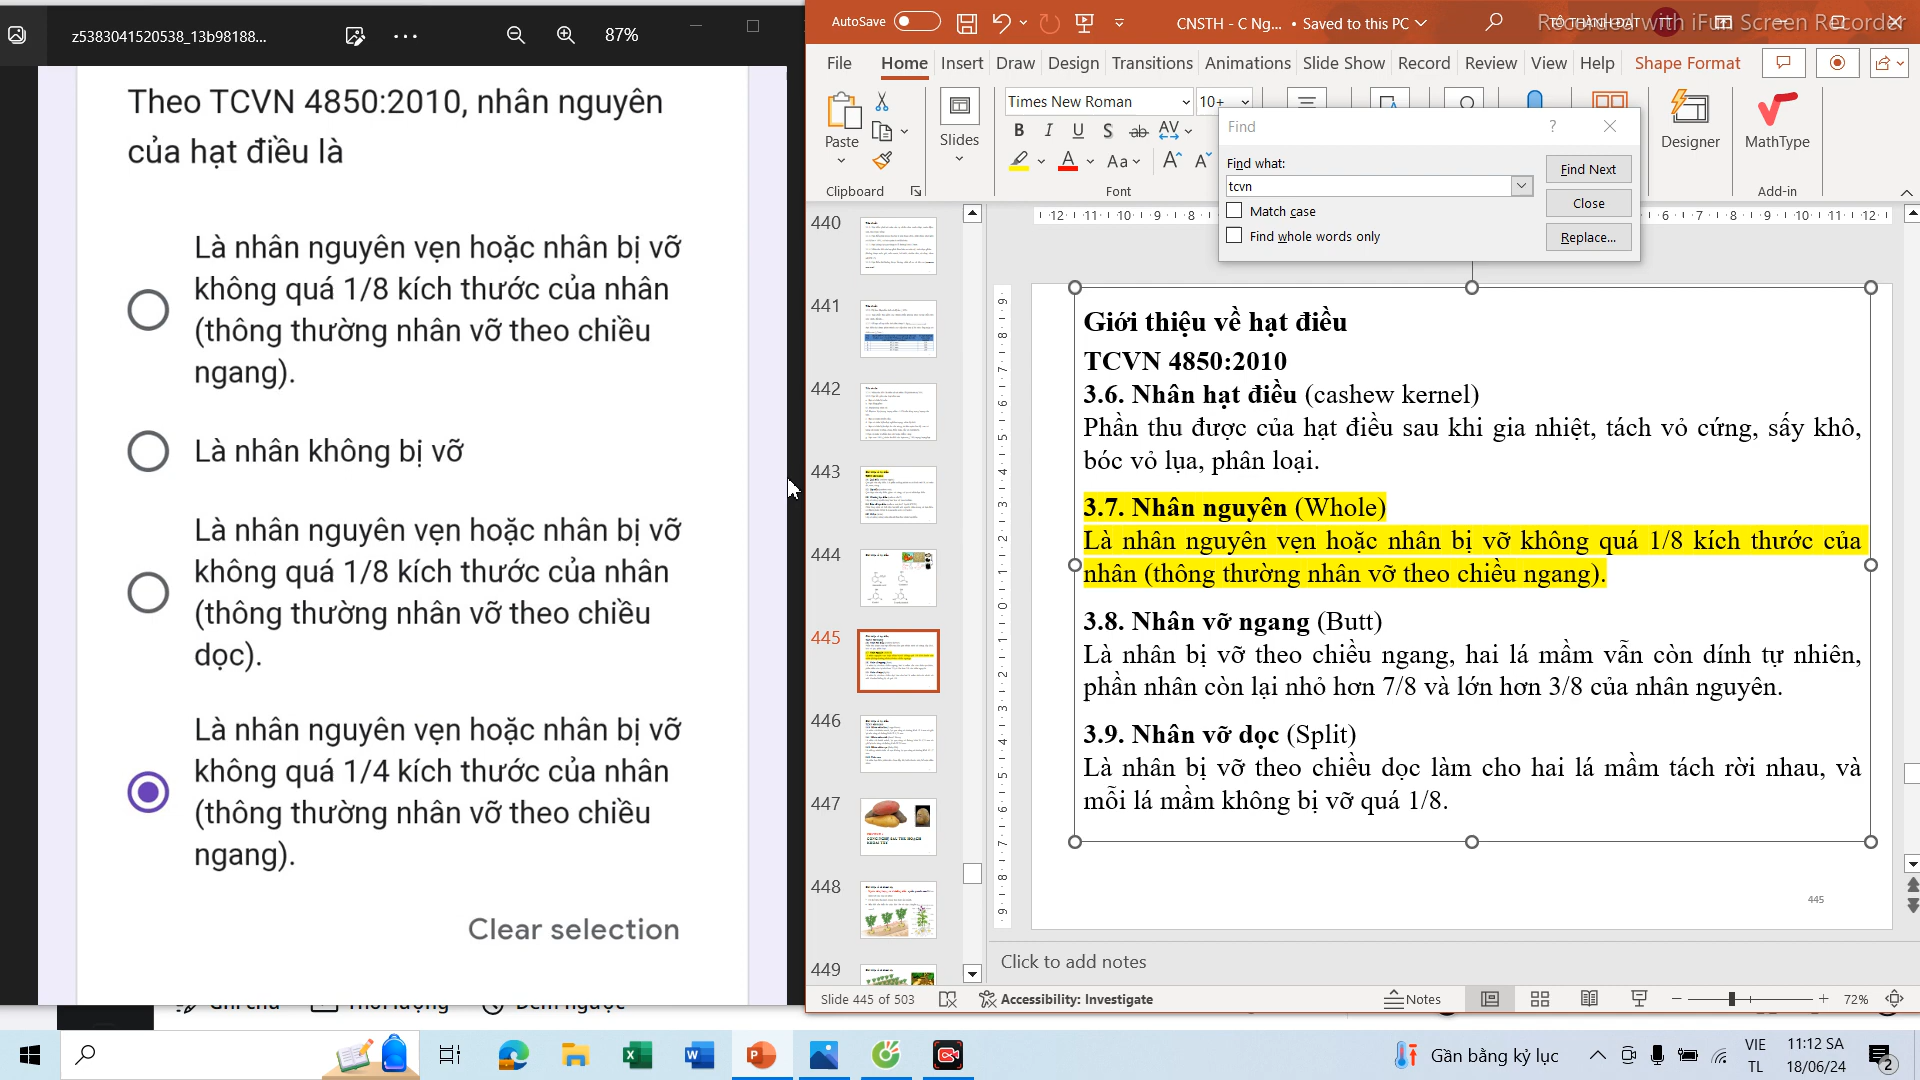 z5383041520538_13b98188...
87%
Theo TCVN 4850:2010, nhân nguyên
của hạt điều là
Là nhân nguyên vẹn hoặc nhân bị vỡ
không quá 1/8 kích thước của nhân
(thông thường nhân vỡ theo chiều
ngang).
Là nhân không bị vỡ
Là nhân nguyên vẹn hoặc nhân bị vỡ
không quá 1/8 kích thước của nhân
(thông thường nhân vỡ theo chiều
dọc).
Là nhân nguyên vẹn hoặc nhân bị vỡ
không quá 1/4 kích thước của nhân
(thông thường nhân vỡ theo chiều
ngang).
Clear selection
AutoSave
Off
CNSTH - C Ng... • Saved to this PC
TÔ THÀNH ĐẠT
Recorded with iFun Screen Recorder
File Home Insert Draw Design Transitions Animations Slide Show Record Review View Help Shape Format
Paste
Clipboard
Slides
Times New Roman
10+
Font
Designer
MathType
Add-in
Find
Find what:
tcvn
Match case
Find whole words only
Find Next
Close
Replace...
440
441
442
443
444
445
446
447
448
449
Giới thiệu về hạt điều
TCVN 4850:2010
3.6. Nhân hạt điều (cashew kernel)
Phần thu được của hạt điều sau khi gia nhiệt, tách vỏ cứng, sấy khô,
bóc vỏ lụa, phân loại.
3.7. Nhân nguyên (Whole)
Là nhân nguyên vẹn hoặc nhân bị vỡ không quá 1/8 kích thước của
nhân (thông thường nhân vỡ theo chiều ngang).
3.8. Nhân vỡ ngang (Butt)
Là nhân bị vỡ theo chiều ngang, hai lá mầm vẫn còn dính tự nhiên,
phần nhân còn lại nhỏ hơn 7/8 và lớn hơn 3/8 của nhân nguyên.
3.9. Nhân vỡ dọc (Split)
Là nhân bị vỡ theo chiều dọc làm cho hai lá mầm tách rời nhau, và
mỗi lá mầm không bị vỡ quá 1/8.
445
Click to add notes
Slide 445 of 503
Accessibility: Investigate
Notes
72%
Gần bằng kỷ lục
VIE
TL
11:12 SA
18/06/24
2